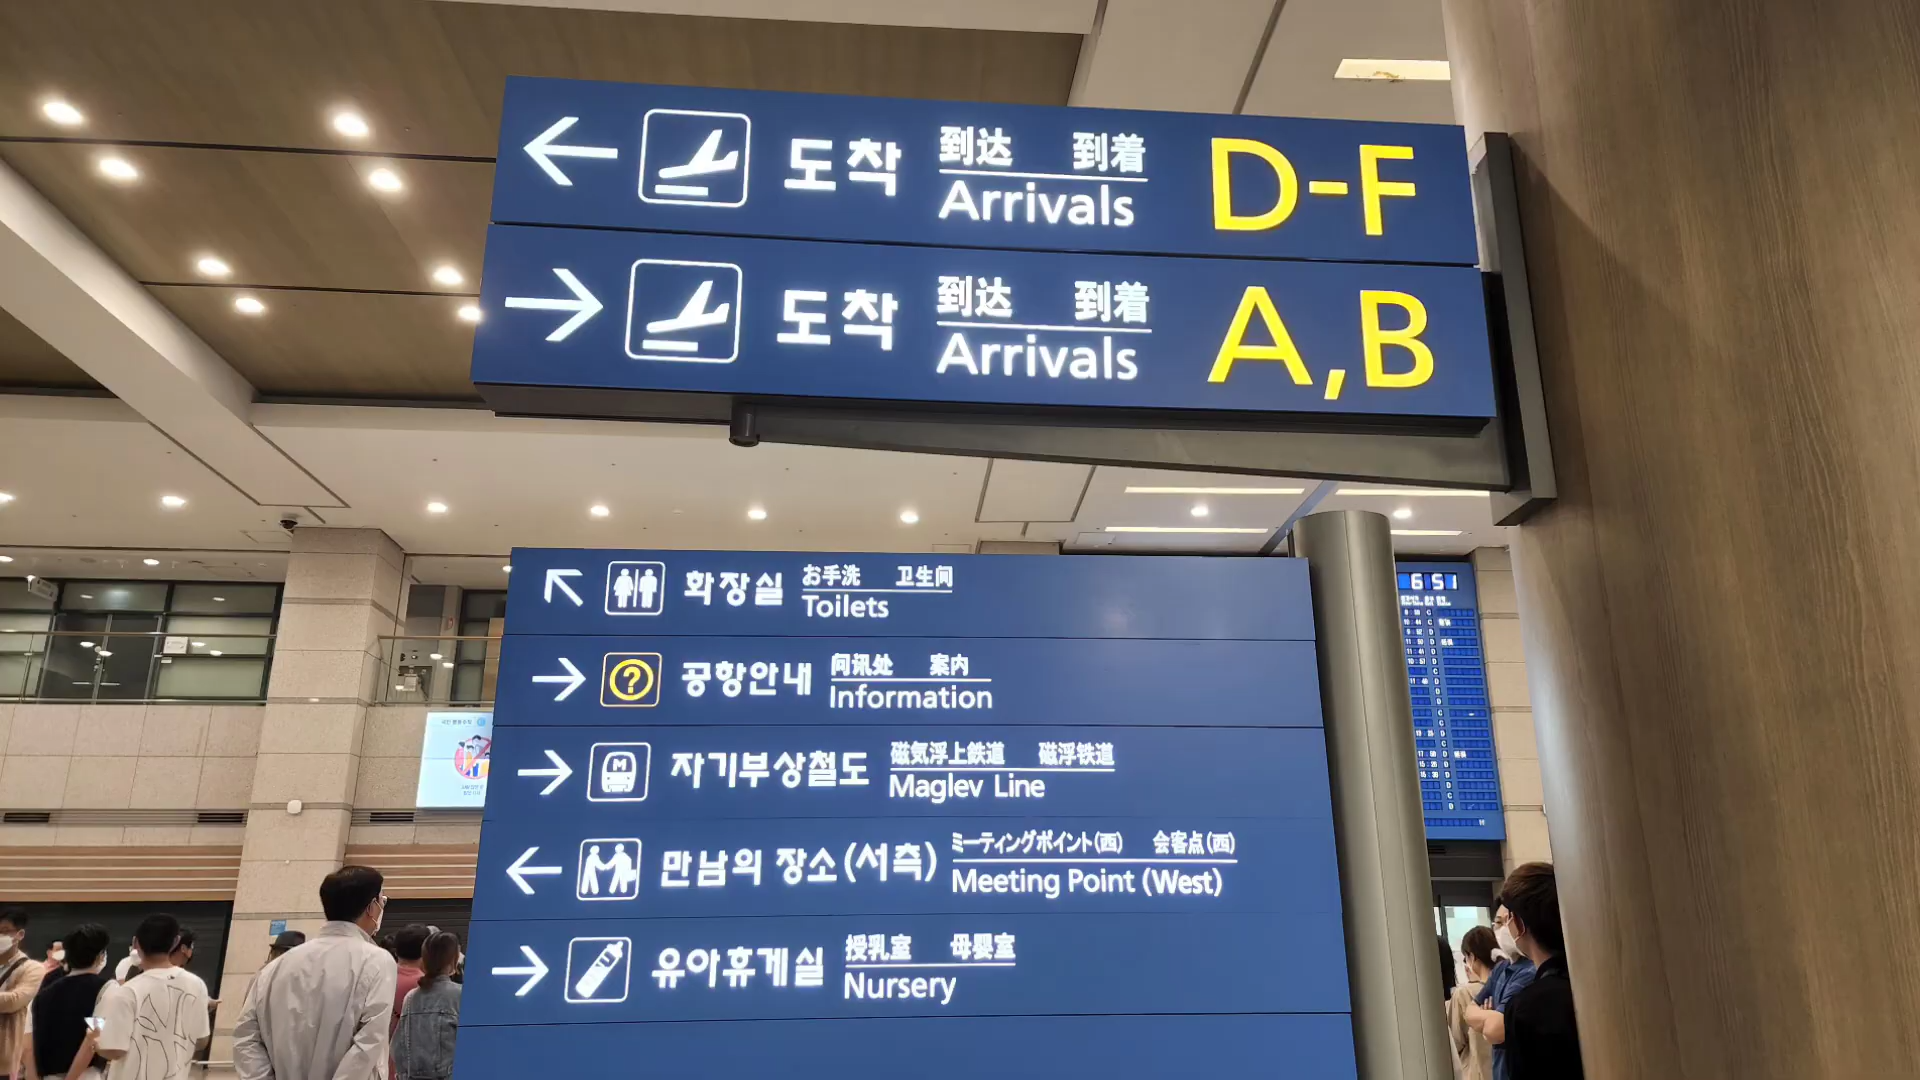 도착 到达 到着
Arrivals
D-F
도착 到达 到着
Arrivals
A,B
화장실 お手洗 卫生间
Toilets
? 공항안내 问讯处 案内
Information
M 자기부상철도 磁気浮上鉄道 磁浮铁道
Maglev Line
만남의 장소(서측) ミーティングポイント(西) 会客点(西)
Meeting Point (West)
유아휴게실 授乳室 母婴室
Nursery
6:51